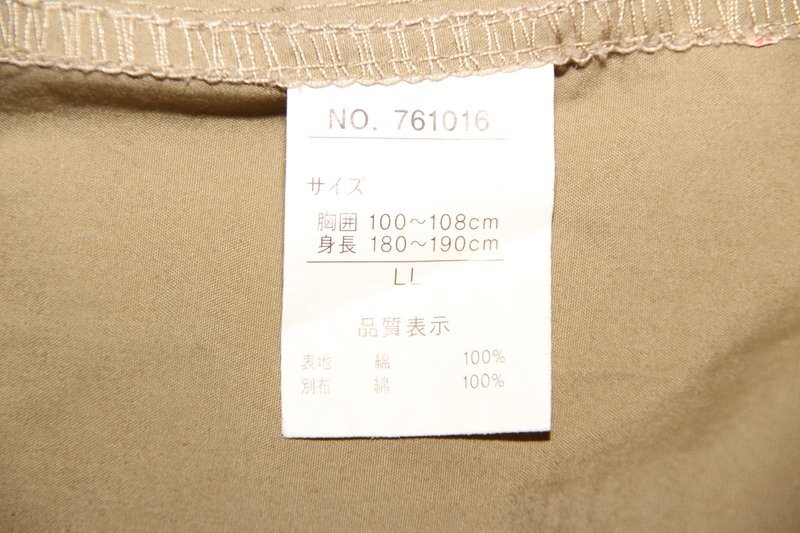 NO. 761016
サイズ
胸囲 100〜108cm
身長 180〜190cm
LL
品質表示
表地 綿 100%
別布 綿 100%